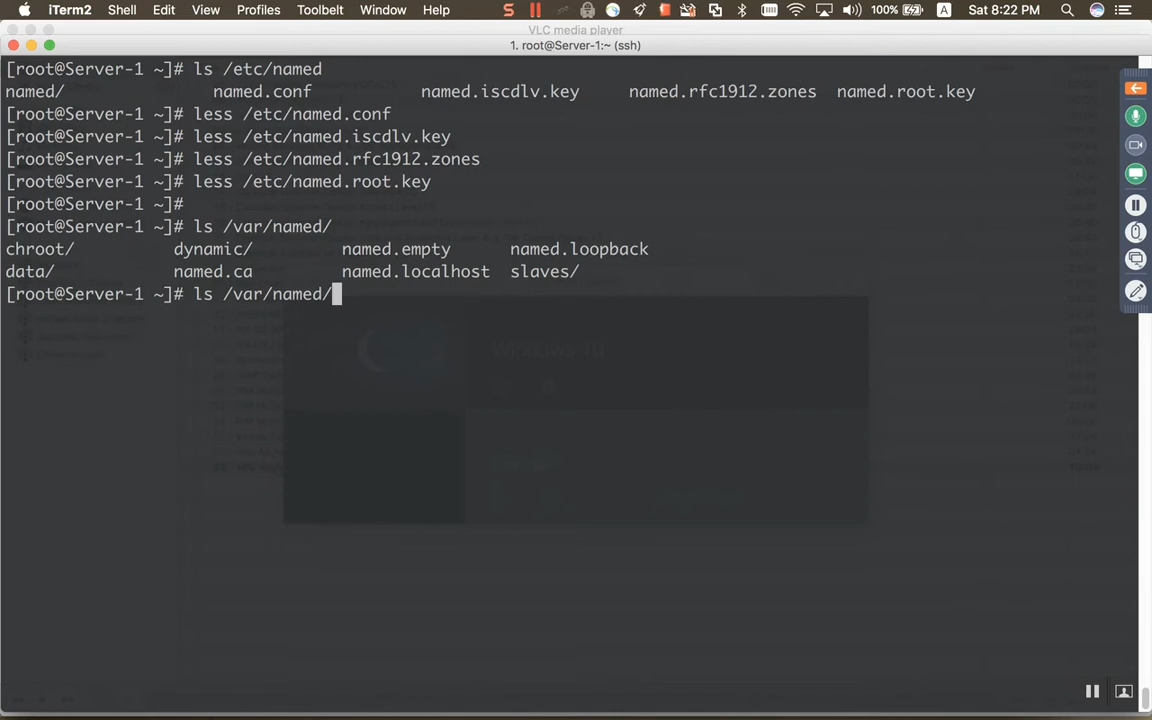 iTerm2 Shell Edit View Profiles Toolbelt Window Help 100% A Sat 8:22 PM
VLC media player
1. root@Server-1:~ (ssh)
[root@Server-1 ~]# ls /etc/named
named/ named.conf named.iscdlv.key named.rfc1912.zones named.root.key
[root@Server-1 ~]# less /etc/named.conf
[root@Server-1 ~]# less /etc/named.iscdlv.key
[root@Server-1 ~]# less /etc/named.rfc1912.zones
[root@Server-1 ~]# less /etc/named.root.key
[root@Server-1 ~]#
[root@Server-1 ~]# ls /var/named/
chroot/ dynamic/ named.empty named.loopback
data/ named.ca named.localhost slaves/
[root@Server-1 ~]# ls /var/named/
Windows 10